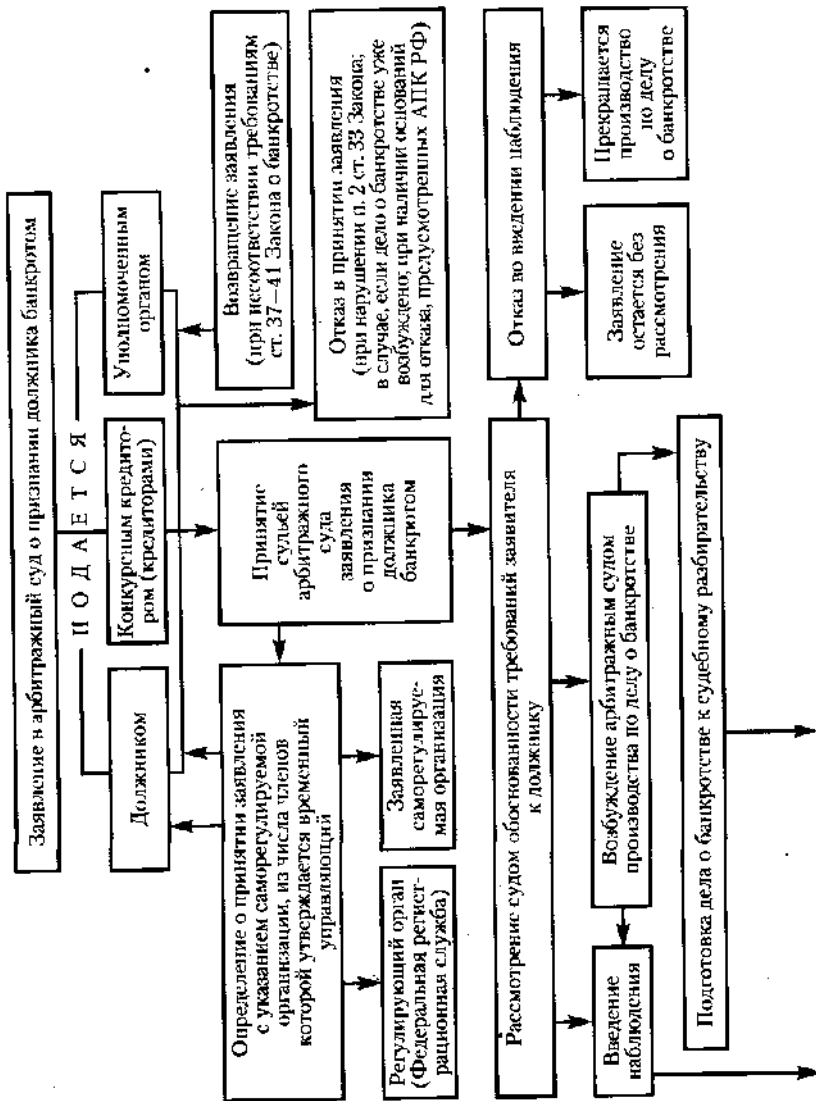 Заявление в арбитражный суд о признании должника банкротом
ПОДАЕТСЯ
Должником
Конкурсным кредито-
ром (кредиторами)
Уполномоченным
органом
Возвращение заявления
(при несоответствии требованиям
ст. 37—41 Закона о банкротстве)
Отказ в принятии заявления
(при нарушении п. 2 ст. 33 Закона;
в случае, если дело о банкротстве уже
возбуждено; при наличии оснований
для отказа, предусмотренных АПК РФ)
Принятие
судьей
арбитражного
суда
заявления
о признании
должника
банкротом
Определение о принятии заявления
с указанием саморегулируемой
организации, из числа членов
которой утверждается временный
управляющий
Регулирующий орган
(Федеральная регист-
рационная служба)
Заявленная
саморегулируе-
мая организация
Рассмотрение судом обоснованности требований заявителя
к должнику
Отказ во введении наблюдения
Заявление
остается без
рассмотрения
Прекращается
производство
по делу
о банкротстве
Введение
наблюдения
Возбуждение арбитражным судом
производства по делу о банкротстве
Подготовка дела о банкротстве к судебному разбирательству